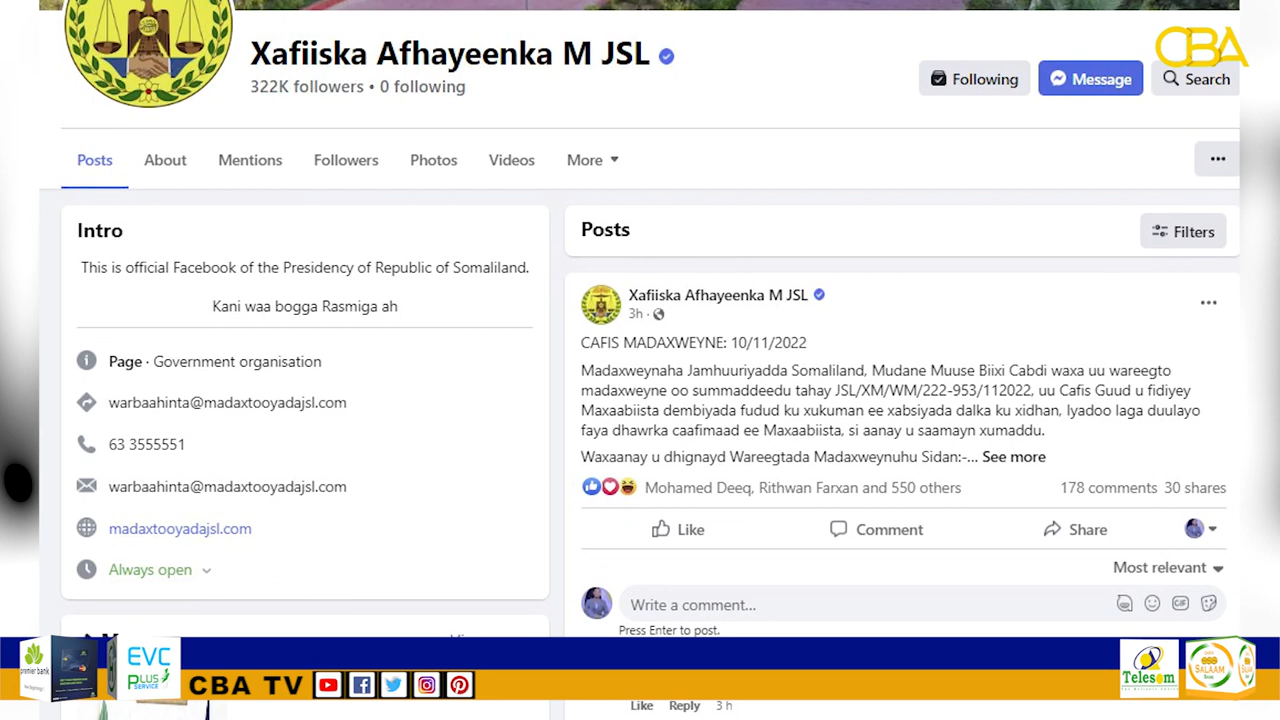 Xafiiska Afhayeenka M JSL
322K followers • 0 following
Following
Message
Search
CBA
Posts
About
Mentions
Followers
Photos
Videos
More
Intro
This is official Facebook of the Presidency of Republic of Somaliland.
Kani waa bogga Rasmiga ah
Page · Government organisation
warbaahinta@madaxtooyadajsl.com
63 3555551
warbaahinta@madaxtooyadajsl.com
madaxtooyadajsl.com
Always open
Posts
Filters
Xafiiska Afhayeenka M JSL
3h ·
CAFIS MADAXWEYNE: 10/11/2022
Madaxweynaha Jamhuuriyadda Somaliland, Mudane Muuse Biixi Cabdi waxa uu wareegto
madaxweyne oo summaddeedu tahay JSL/XM/WM/222-953/112022, uu Cafis Guud u fidiyey
Maxaabiista dembiyada fudud ku xukuman ee xabsiyada dalka ku xidhan, Iyadoo laga duulayo
faya dhawrka caafimaad ee Maxaabiista, si aanay u saamayn xumaddu.
Waxaanay u dhignayd Wareegtada Madaxweynuhu Sidan:-... See more
Mohamed Deeq, Rithwan Farxan and 550 others
178 comments 30 shares
Like
Comment
Share
Most relevant
Write a comment...
GIF
Press Enter to post.
Like Reply 3 h
premier bank
EVC
PLUS
SERVICE
CBA TV
Telesom
SALAAM